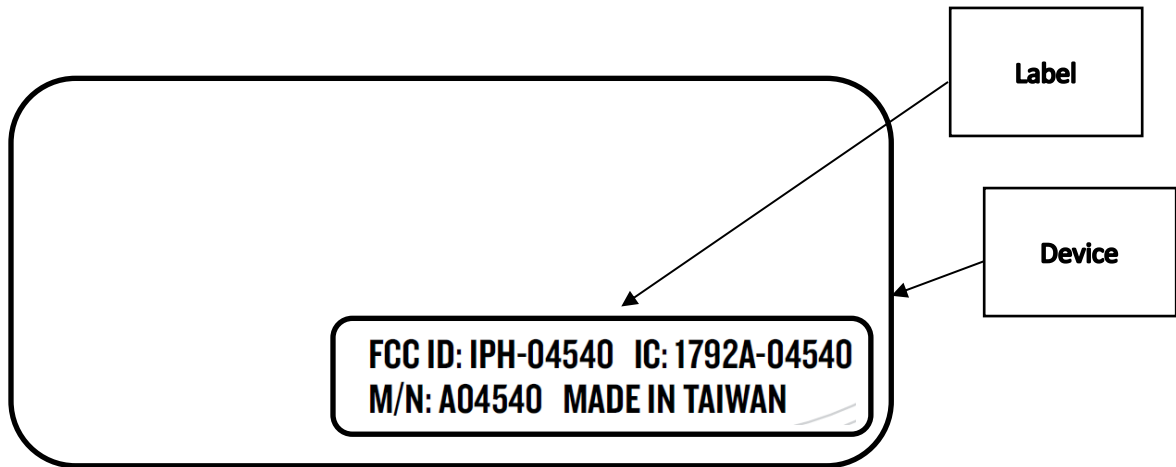 Label
Device
FCC ID: IPH-04540 IC: 1792A-04540
M/N: A04540 MADE IN TAIWAN